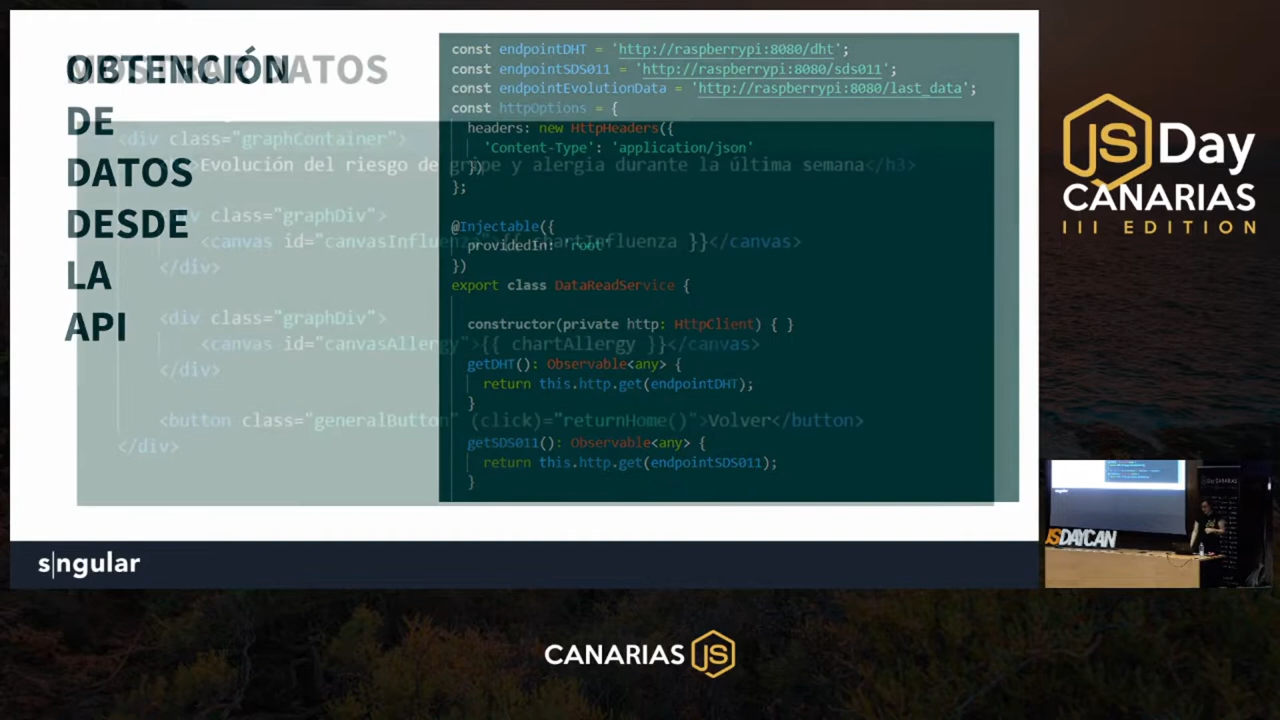 OBTENCIÓN
DE
DATOS
DESDE
LA
API
DATOS
const endpointDHT = 'http://raspberrypi:8080/dht';
const endpointSDS011 = 'http://raspberrypi:8080/sds011';
const endpointEvolutionData = 'http://raspberrypi:8080/last_data';
const httpOptions = {
headers: new HttpHeaders({
'Content-Type': 'application/json'
})
};
@Injectable({
providedIn: 'root'
})
export class DataReadService {
constructor(private http: HttpClient) { }
getDHT(): Observable<any> {
return this.http.get(endpointDHT);
}
getSDS011(): Observable<any> {
return this.http.get(endpointSDS011);
}
<div class="graphContainer">
Evolución del riesgo de gripe y alergia durante la última semana</h3>
class="graphDiv">
<canvas id="canvasInfluenza">{{ chartInfluenza }}</canvas>
</div>
<div class="graphDiv">
<canvas id="canvasAllergy">{{ chartAllergy }}</canvas>
</div>
<button class="generalButton" (click)="returnHome()">Volver</button>
</div>
s|ngular
JS Day
CANARIAS
III EDITION
JSDAYCAN
CANARIAS JS